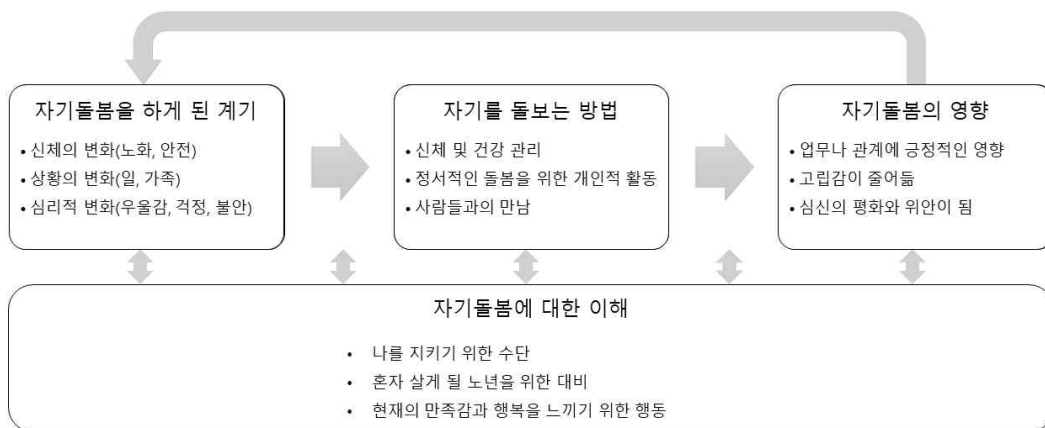 자기돌봄을 하게 된 계기
• 신체의 변화(노화, 안전)
• 상황의 변화(일, 가족)
• 심리적 변화(우울감, 걱정, 불안)
자기를 돌보는 방법
• 신체 및 건강 관리
• 정서적인 돌봄을 위한 개인적 활동
• 사람들과의 만남
자기돌봄의 영향
• 업무나 관계에 긍정적인 영향
• 고립감이 줄어듦
• 심신의 평화와 위안이 됨
자기돌봄에 대한 이해
• 나를 지키기 위한 수단
• 혼자 살게 될 노년을 위한 대비
• 현재의 만족감과 행복을 느끼기 위한 행동